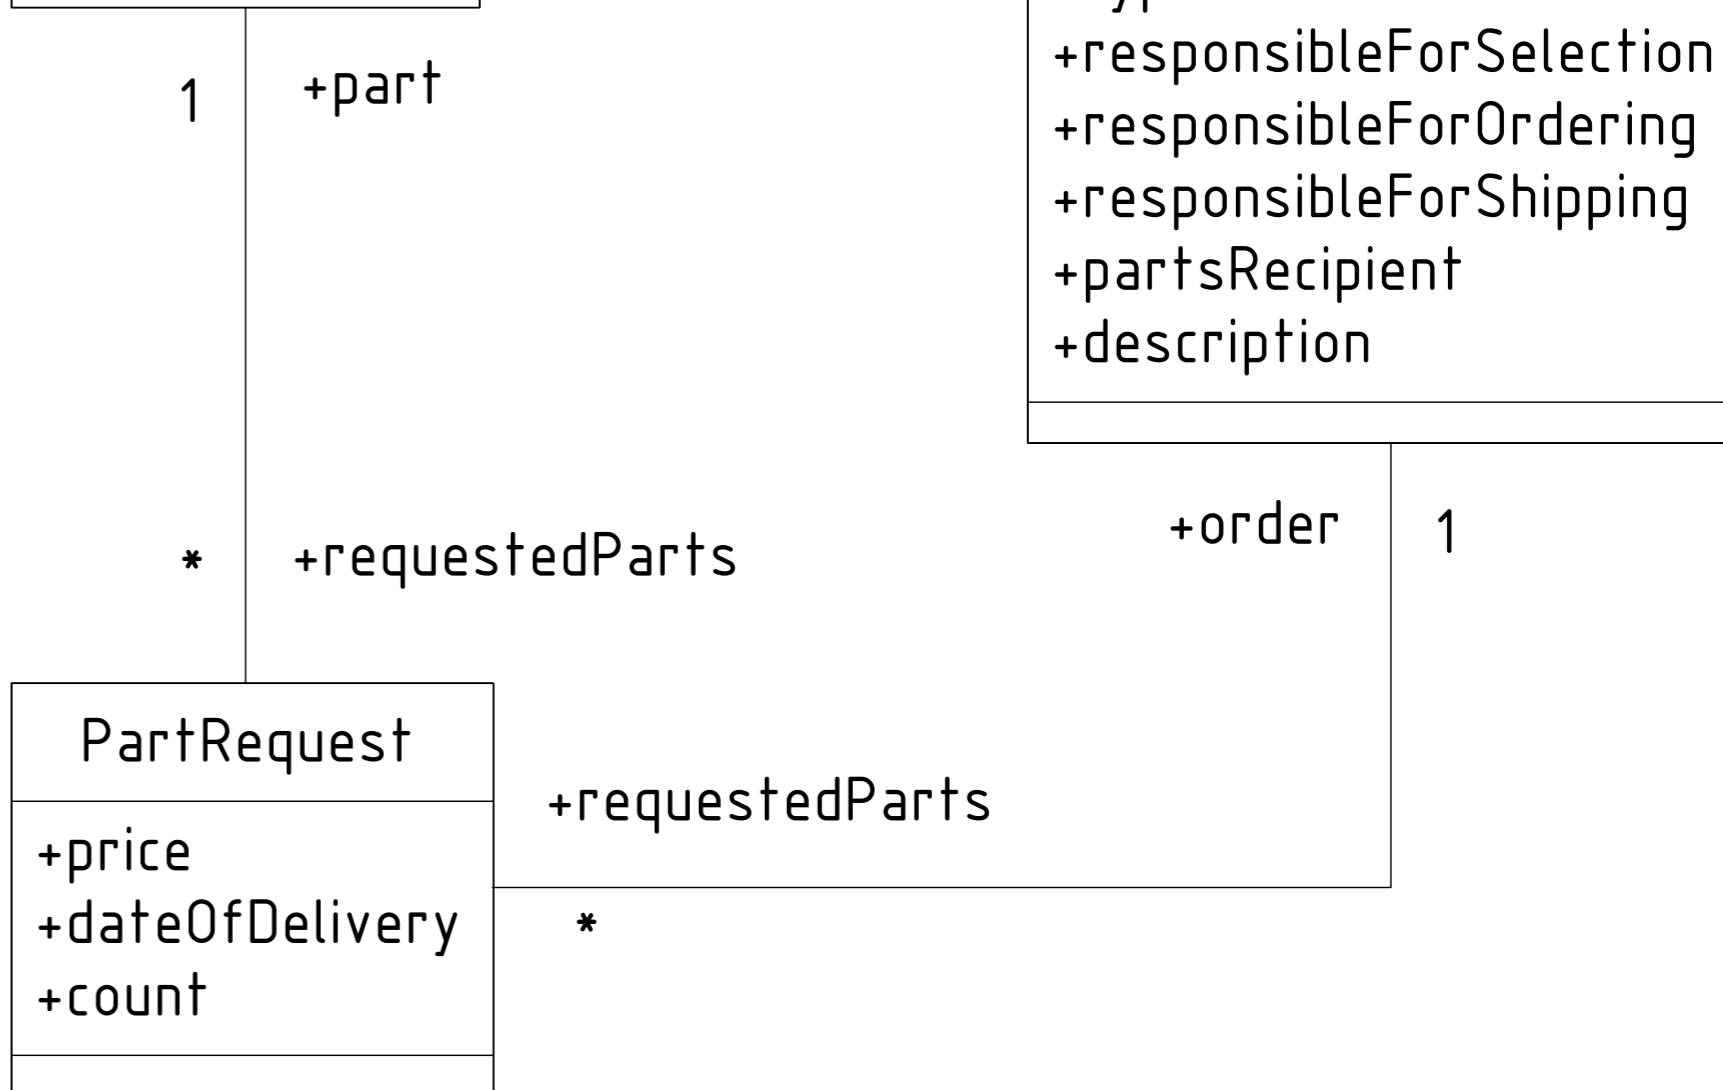 +responsibleForSelection
+responsibleForOrdering
+responsibleForShipping
+partsRecipient
+description
1 +part
+order 1
* +requestedParts
PartRequest
+price
+dateOfDelivery
+count
+requestedParts
*